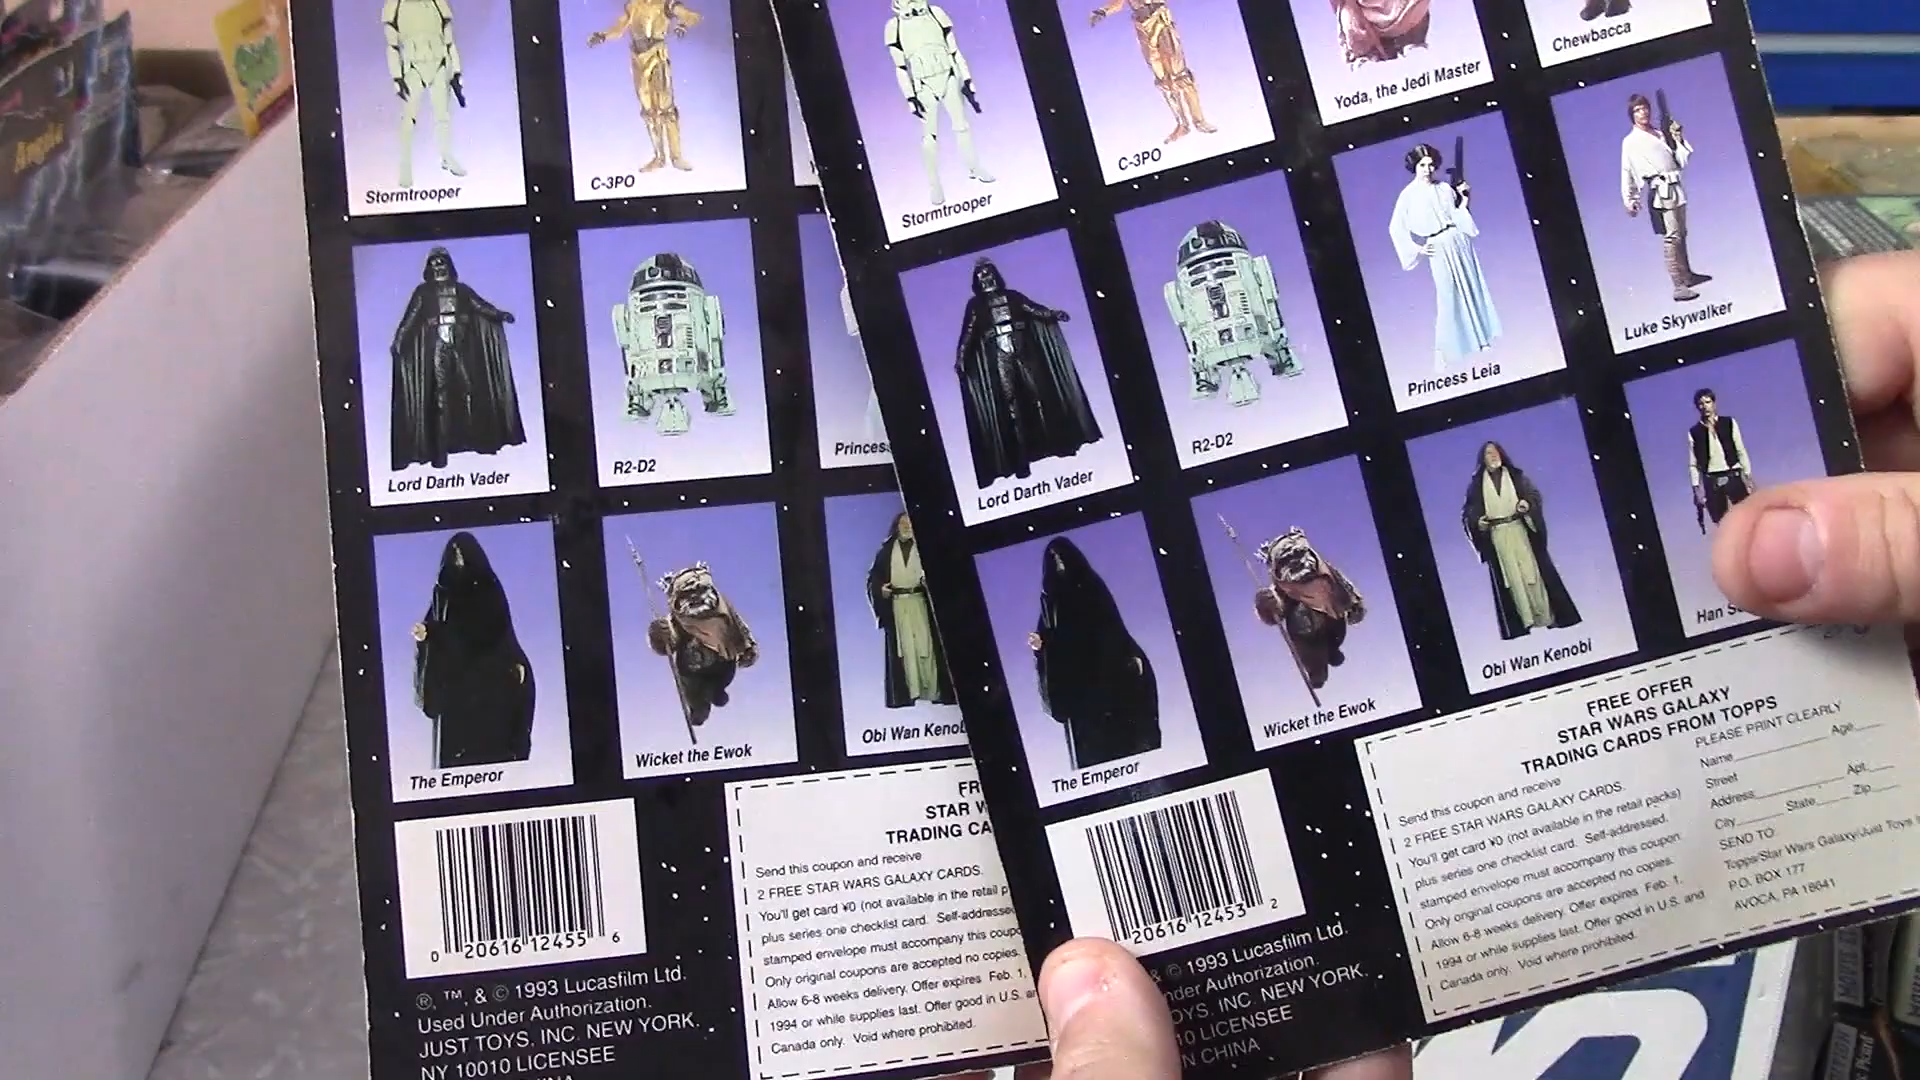 Stormtrooper
C-3PO
Lord Darth Vader
R2-D2
Princess
The Emperor
Wicket the Ewok
Obi Wan
0 20616 12455 6
®, ™, & © 1993 Lucasfilm Ltd.
Used Under Authorization.
JUST TOYS, INC. NEW YORK.
NY 10010 LICENSEE
STAR
TRADING
Send this coupon and receive
2 FREE STAR WARS GALAXY CARDS.
You'll get card #0 (not available in the retail
plus series one checklist card. Self-addressed
stamped envelope must accompany this
Only original coupons are accepted no copies.
Allow 6-8 weeks delivery. Offer expires Feb. 1,
1994 or while supplies last. Offer good in U.S.
Canada only. Void where prohibited.
Stormtrooper
C-3PO
Yoda, the Jedi Master
Chewbacca
Lord Darth Vader
R2-D2
Princess Leia
Luke Skywalker
The Emperor
Wicket the Ewok
Obi Wan Kenobi
Han
20616 12453 2
& © 1993 Lucasfilm Ltd.
Under Authorization.
TOYS, INC. NEW YORK.
10 LICENSEE
IN CHINA
FREE OFFER
STAR WARS GALAXY
TRADING CARDS FROM TOPPS
Send this coupon and receive
2 FREE STAR WARS GALAXY CARDS.
You'll get card #0 (not available in the retail packs)
plus series one checklist card. Self-addressed,
stamped envelope must accompany this coupon.
Only original coupons are accepted no copies.
Allow 6-8 weeks delivery. Offer expires Feb. 1,
1994 or while supplies last. Offer good in U.S. and
Canada only. Void where prohibited.
PLEASE PRINT CLEARLY
Name Age
Street
Address Apt.
City State Zip
SEND TO:
Topps/Star Wars Galaxy/Just Toys
P.O. BOX 177
AVOCA, PA 18641